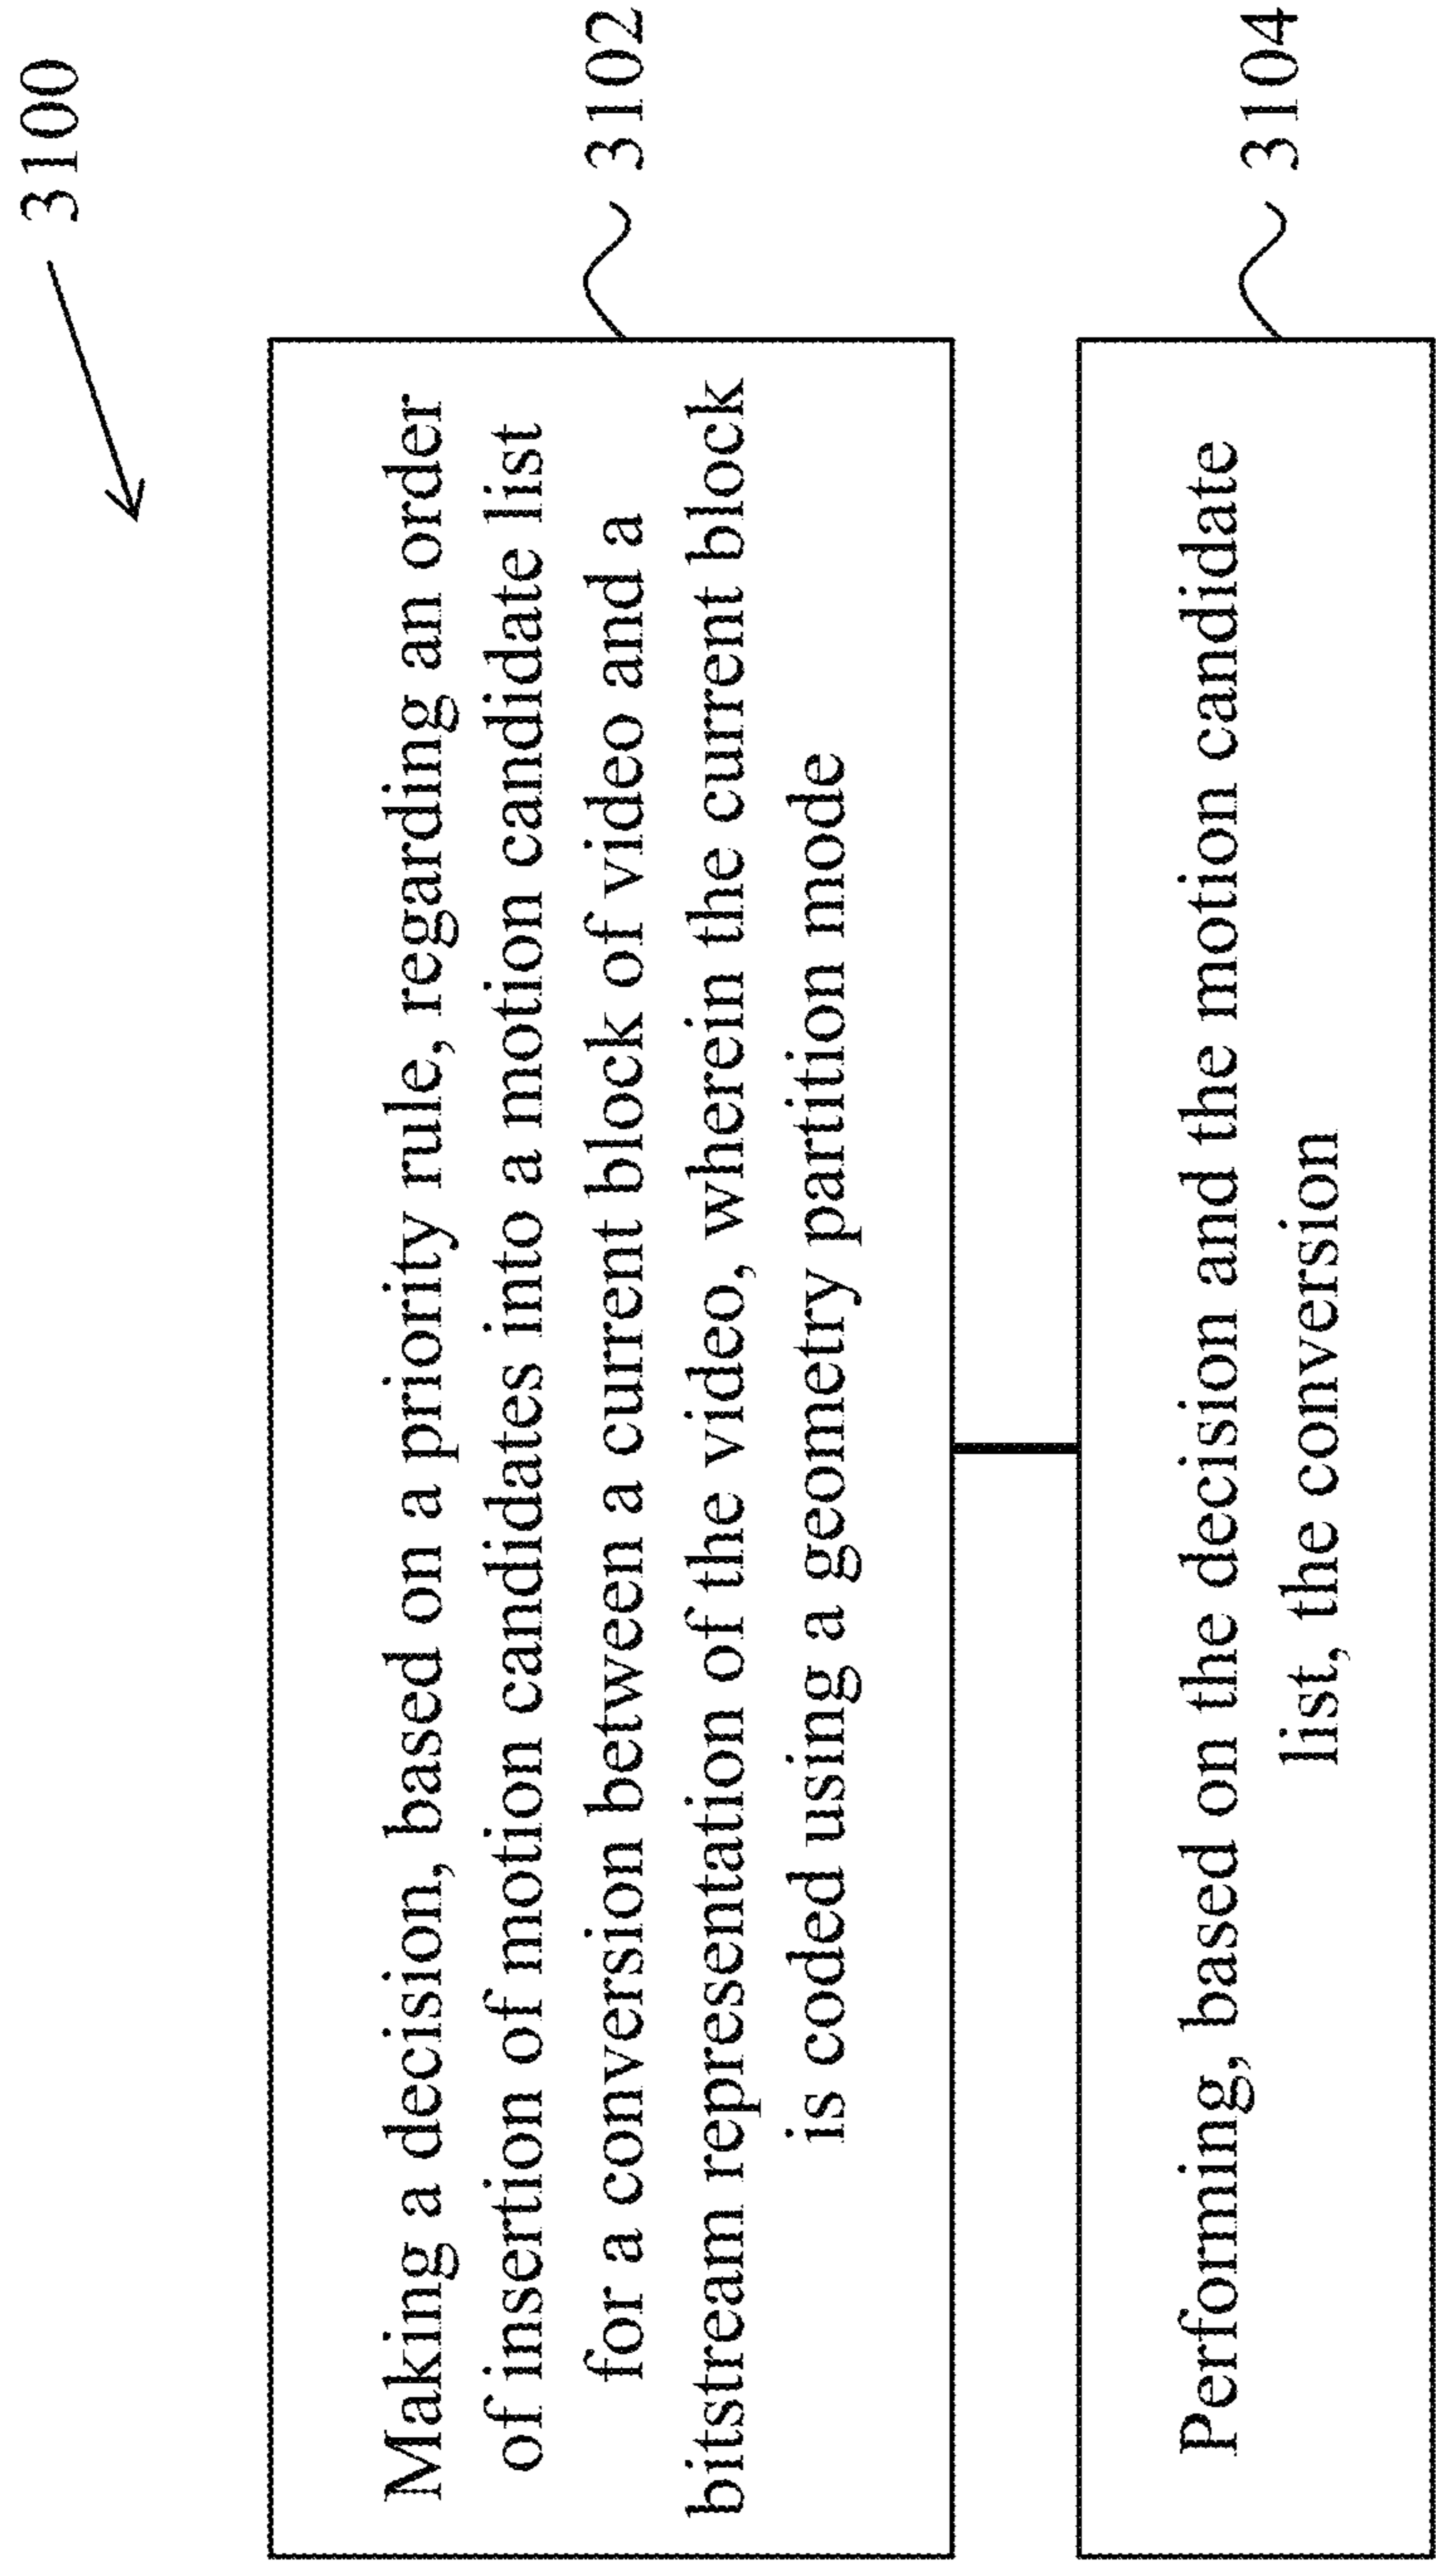 3100
Making a decision, based on a priority rule, regarding an order
of insertion of motion candidates into a motion candidate list
for a conversion between a current block of video and a
bitstream representation of the video, wherein the current block
is coded using a geometry partition mode
3102
Performing, based on the decision and the motion candidate
list, the conversion
3104